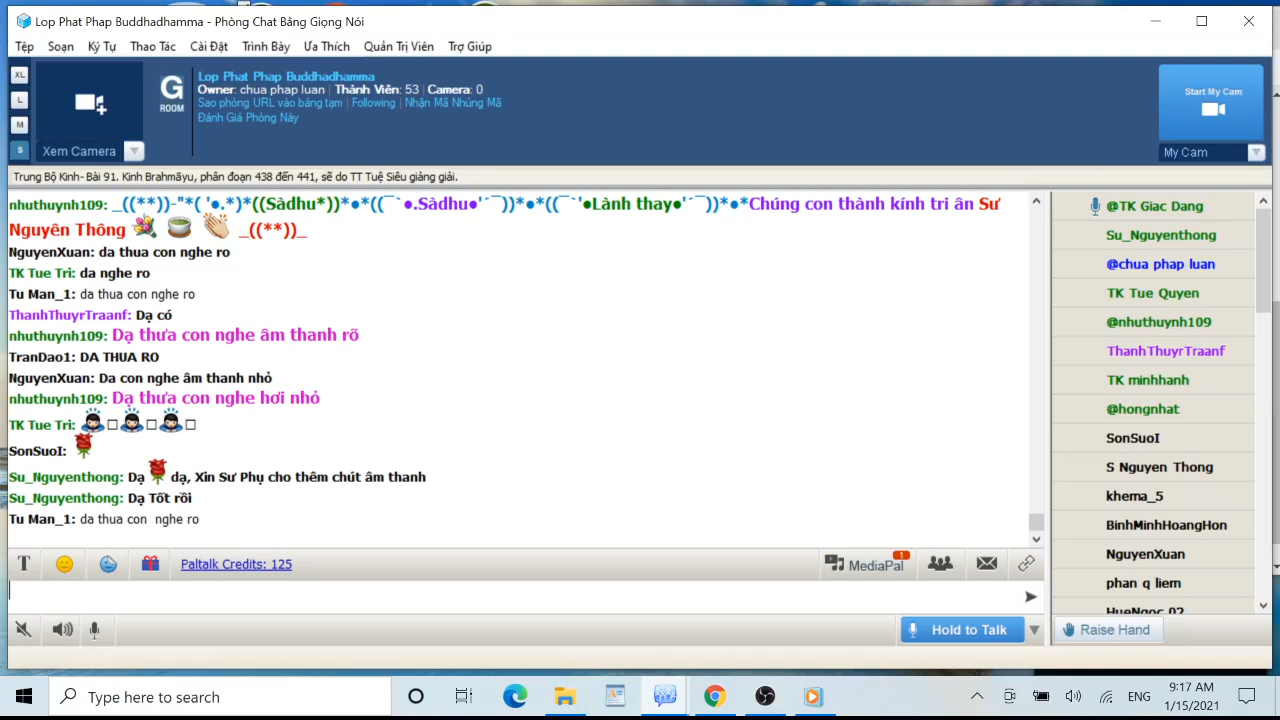 Lop Phat Phap Buddhadhamma - Phòng Chat Bằng Giọng Nói
Tệp Soạn Ký Tự Thao Tác Cài Đặt Trình Bày Ưa Thích Quản Trị Viên Trợ Giúp
XL
L
M
S
Xem Camera
G
ROOM
Lop Phat Phap Buddhadhamma
Owner: chua phap luan | Thành Viên: 53 | Camera: 0
Sao phòng URL vào bảng tạm | Following | Nhận Mã Nhúng Mã
Đánh Giá Phòng Này
Start My Cam
My Cam
Trung Bộ Kinh- Bài 91. Kinh Brahmāyu, phân đoạn 438 đến 441, sẽ do TT Tuệ Siêu giảng giải.
nhuthuynh109: _((**))-"*( '●.*)*((Sàdhu*))*●*((¯`●.Sàdhu●'´¯))*●*((¯`'●Lành thay●'´¯))*●*Chúng con thành kính tri ân Sư
Nguyên Thông _((**))_
NguyenXuan: da thua con nghe ro
TK Tue Tri: da nghe ro
Tu Man_1: da thua con nghe ro
ThanhThuyrTraanf: Dạ có
nhuthuynh109: Dạ thưa con nghe âm thanh rõ
TranDao1: DA THUA RO
NguyenXuan: Da con nghe âm thanh nhỏ
nhuthuynh109: Dạ thưa con nghe hơi nhỏ
TK Tue Tri:
SonSuoI:
Su_Nguyenthong: Dạ dạ, Xin Sư Phụ cho thêm chút âm thanh
Su_Nguyenthong: Dạ Tốt rồi
Tu Man_1: da thua con nghe ro
@TK Giac Dang
Su_Nguyenthong
@chua phap luan
TK Tue Quyen
@nhuthuynh109
ThanhThuyrTraanf
TK minhhanh
@hongnhat
SonSuoI
S Nguyen Thong
khema_5
BinhMinhHoangHon
NguyenXuan
phan q liem
HueNgoc 02
T Paltalk Credits: 125 MediaPal 1
Hold to Talk
Raise Hand
Type here to search
ENG
9:17 AM
1/15/2021